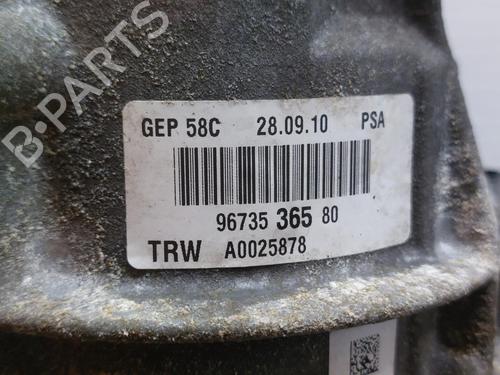 B-PARTS
GEP 58C 28.09.10 PSA
96735 365 80
TRW A0025878